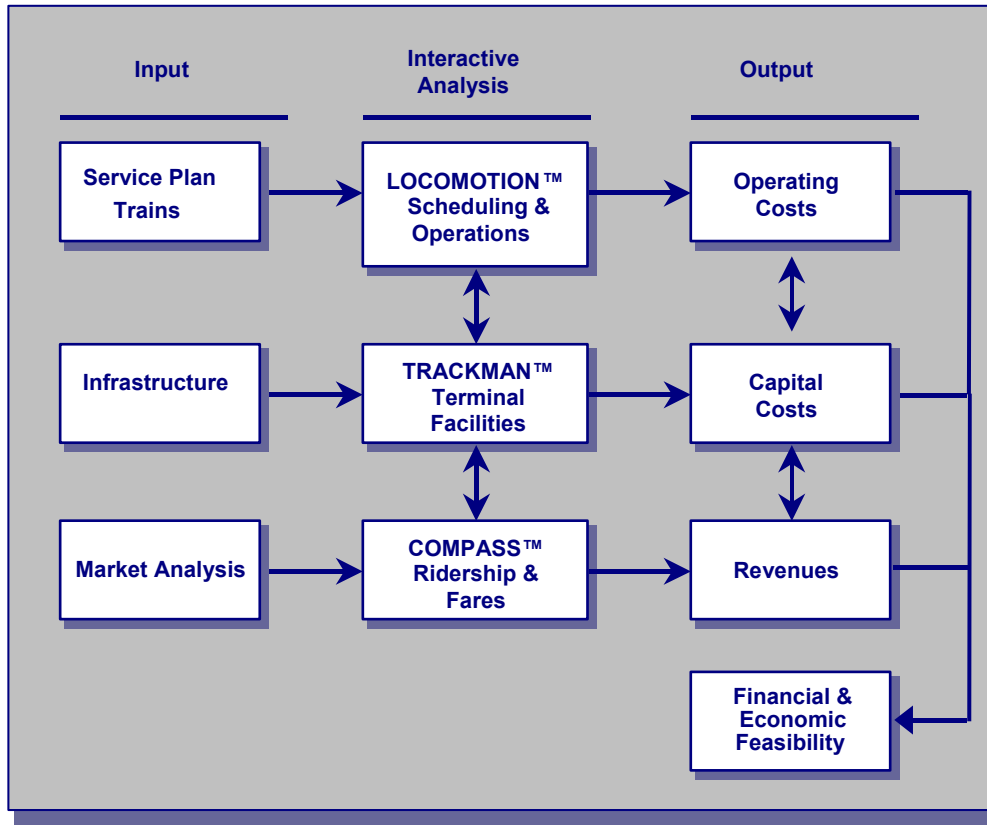 Input
Interactive
Analysis
Output
Service Plan
Trains
LOCOMOTION™
Scheduling &
Operations
Operating
Costs
Infrastructure
TRACKMAN™
Terminal
Facilities
Capital
Costs
Market Analysis
COMPASS™
Ridership &
Fares
Revenues
Financial &
Economic
Feasibility